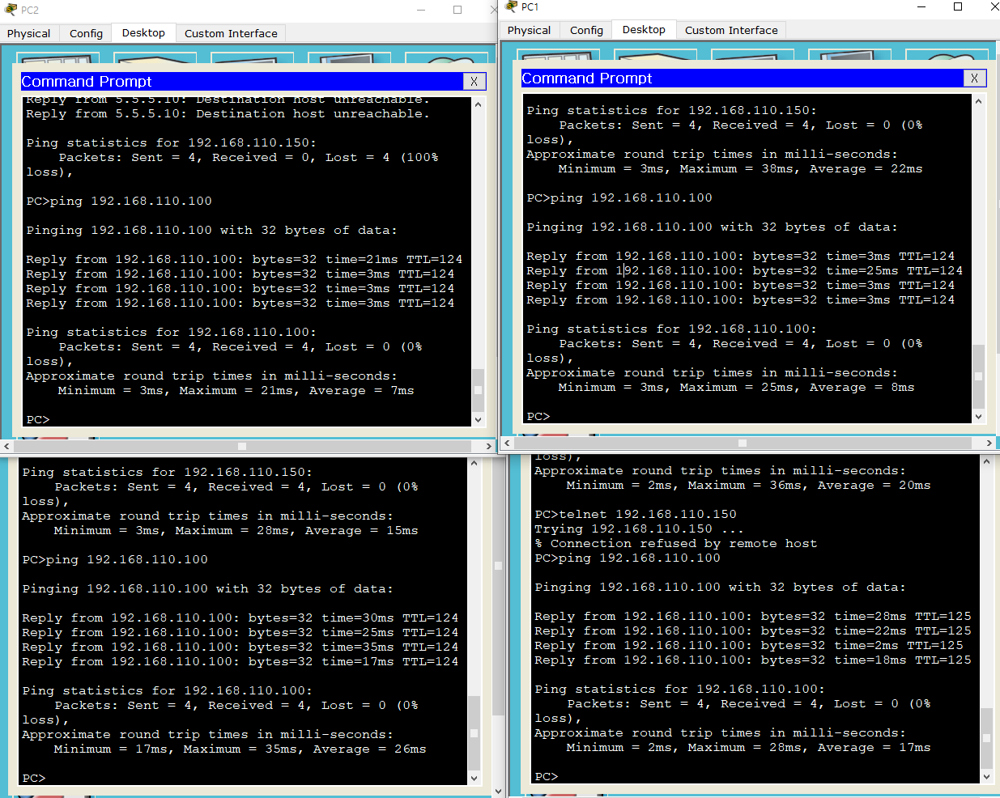 PC2
Physical Config Desktop Custom Interface
Command Prompt X
Reply from 5.5.5.10: Destination host unreachable.
Reply from 5.5.5.10: Destination host unreachable.
Ping statistics for 192.168.110.150:
Packets: Sent = 4, Received = 0, Lost = 4 (100%
loss),
PC>ping 192.168.110.100
Pinging 192.168.110.100 with 32 bytes of data:
Reply from 192.168.110.100: bytes=32 time=21ms TTL=124
Reply from 192.168.110.100: bytes=32 time=3ms TTL=124
Reply from 192.168.110.100: bytes=32 time=3ms TTL=124
Reply from 192.168.110.100: bytes=32 time=3ms TTL=124
Ping statistics for 192.168.110.100:
Packets: Sent = 4, Received = 4, Lost = 0 (0%
loss),
Approximate round trip times in milli-seconds:
Minimum = 3ms, Maximum = 21ms, Average = 7ms
PC>
PC1
Physical Config Desktop Custom Interface
Command Prompt X
Ping statistics for 192.168.110.150:
Packets: Sent = 4, Received = 4, Lost = 0 (0%
loss),
Approximate round trip times in milli-seconds:
Minimum = 3ms, Maximum = 38ms, Average = 22ms
PC>ping 192.168.110.100
Pinging 192.168.110.100 with 32 bytes of data:
Reply from 192.168.110.100: bytes=32 time=3ms TTL=124
Reply from 192.168.110.100: bytes=32 time=25ms TTL=124
Reply from 192.168.110.100: bytes=32 time=3ms TTL=124
Reply from 192.168.110.100: bytes=32 time=3ms TTL=124
Ping statistics for 192.168.110.100:
Packets: Sent = 4, Received = 4, Lost = 0 (0%
loss),
Approximate round trip times in milli-seconds:
Minimum = 3ms, Maximum = 25ms, Average = 8ms
PC>
Ping statistics for 192.168.110.150:
Packets: Sent = 4, Received = 4, Lost = 0 (0%
loss),
Approximate round trip times in milli-seconds:
Minimum = 3ms, Maximum = 28ms, Average = 15ms
PC>ping 192.168.110.100
Pinging 192.168.110.100 with 32 bytes of data:
Reply from 192.168.110.100: bytes=32 time=30ms TTL=124
Reply from 192.168.110.100: bytes=32 time=25ms TTL=124
Reply from 192.168.110.100: bytes=32 time=35ms TTL=124
Reply from 192.168.110.100: bytes=32 time=17ms TTL=124
Ping statistics for 192.168.110.100:
Packets: Sent = 4, Received = 4, Lost = 0 (0%
loss),
Approximate round trip times in milli-seconds:
Minimum = 17ms, Maximum = 35ms, Average = 26ms
PC>
loss),
Approximate round trip times in milli-seconds:
Minimum = 2ms, Maximum = 36ms, Average = 20ms
PC>telnet 192.168.110.150
Trying 192.168.110.150 ...
% Connection refused by remote host
PC>ping 192.168.110.100
Pinging 192.168.110.100 with 32 bytes of data:
Reply from 192.168.110.100: bytes=32 time=28ms TTL=125
Reply from 192.168.110.100: bytes=32 time=22ms TTL=125
Reply from 192.168.110.100: bytes=32 time=2ms TTL=125
Reply from 192.168.110.100: bytes=32 time=18ms TTL=125
Ping statistics for 192.168.110.100:
Packets: Sent = 4, Received = 4, Lost = 0 (0%
loss),
Approximate round trip times in milli-seconds:
Minimum = 2ms, Maximum = 28ms, Average = 17ms
PC>